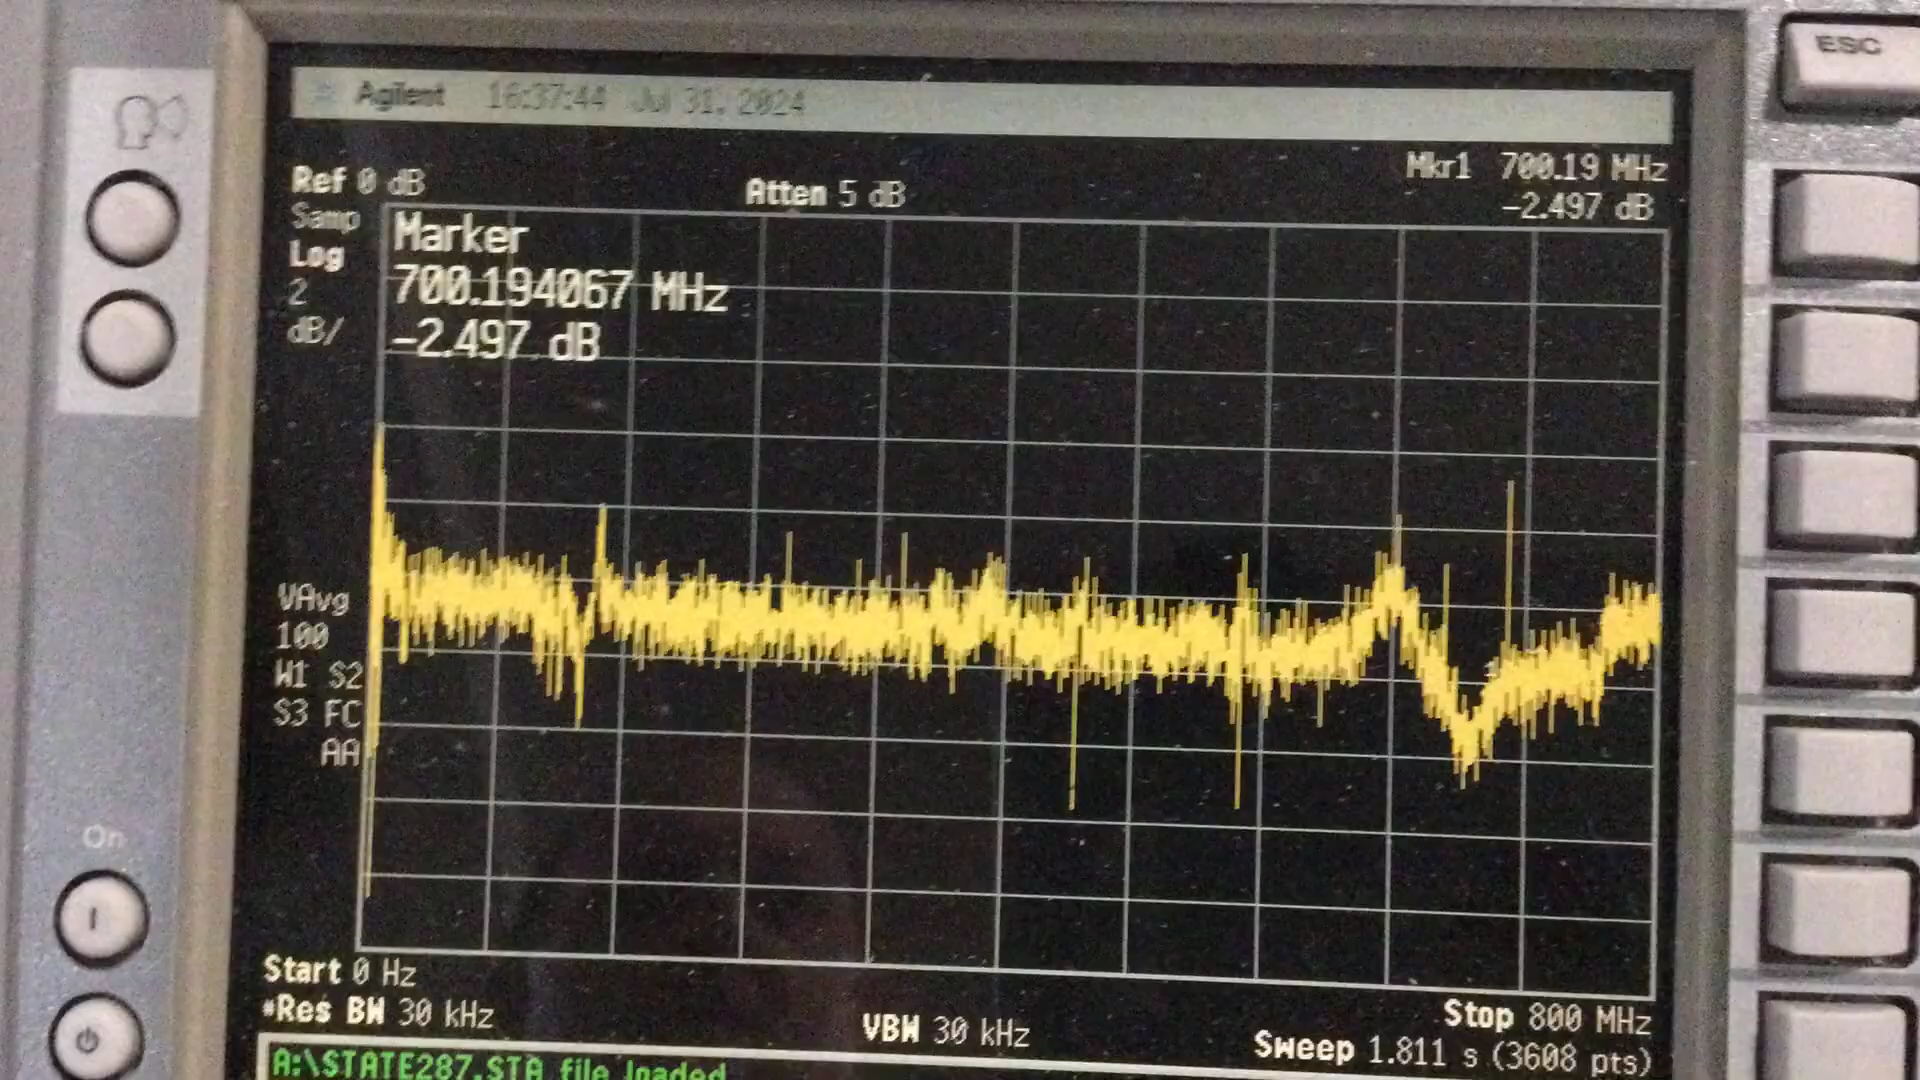 ESC
Agilent 16:37:44 Jul 31, 2024
Mkr1 700.19 MHz
Ref 0 dB Atten 5 dB -2.497 dB
Samp
Log
2
dB/
Marker
700.194067 MHz
-2.497 dB
1
VAvg
100
W1 S2
S3 FC
AA
On
Start 0 Hz Stop 800 MHz
#Res BW 30 kHz VBW 30 kHz Sweep 1.811 s (3608 pts)
A:\STATE287.STA file loaded